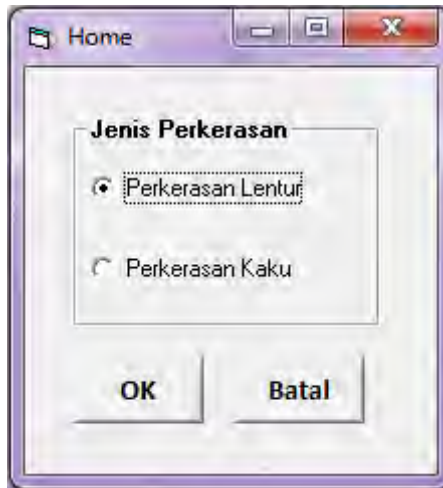 Home
Jenis Perkerasan
Perkerasan Lentur
Perkerasan Kaku
OK
Batal